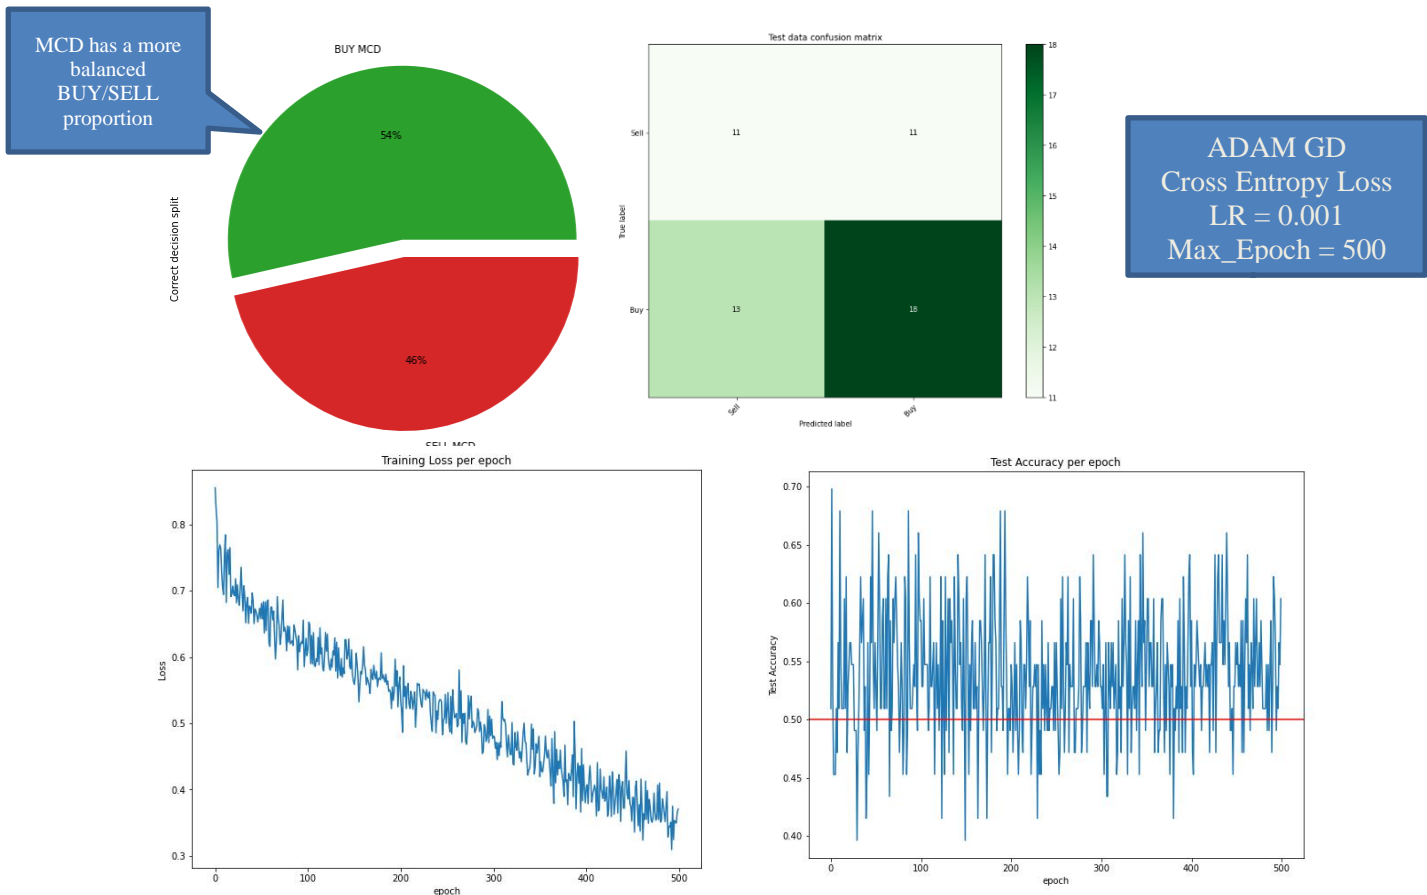 MCD has a more
balanced
BUY/SELL
proportion
BUY MCD
54%
46%
SELL MCD
Correct decision split
Test data confusion matrix
Sell
Buy
True label
11
11
13
18
Sell
Buy
Predicted label
18
17
16
15
14
13
12
11
ADAM GD
Cross Entropy Loss
LR = 0.001
Max_Epoch = 500
Training Loss per epoch
Loss
0.8
0.7
0.6
0.5
0.4
0.3
0
100
200
300
400
500
epoch
Test Accuracy per epoch
Test Accuracy
0.70
0.65
0.60
0.55
0.50
0.45
0.40
0
100
200
300
400
500
epoch